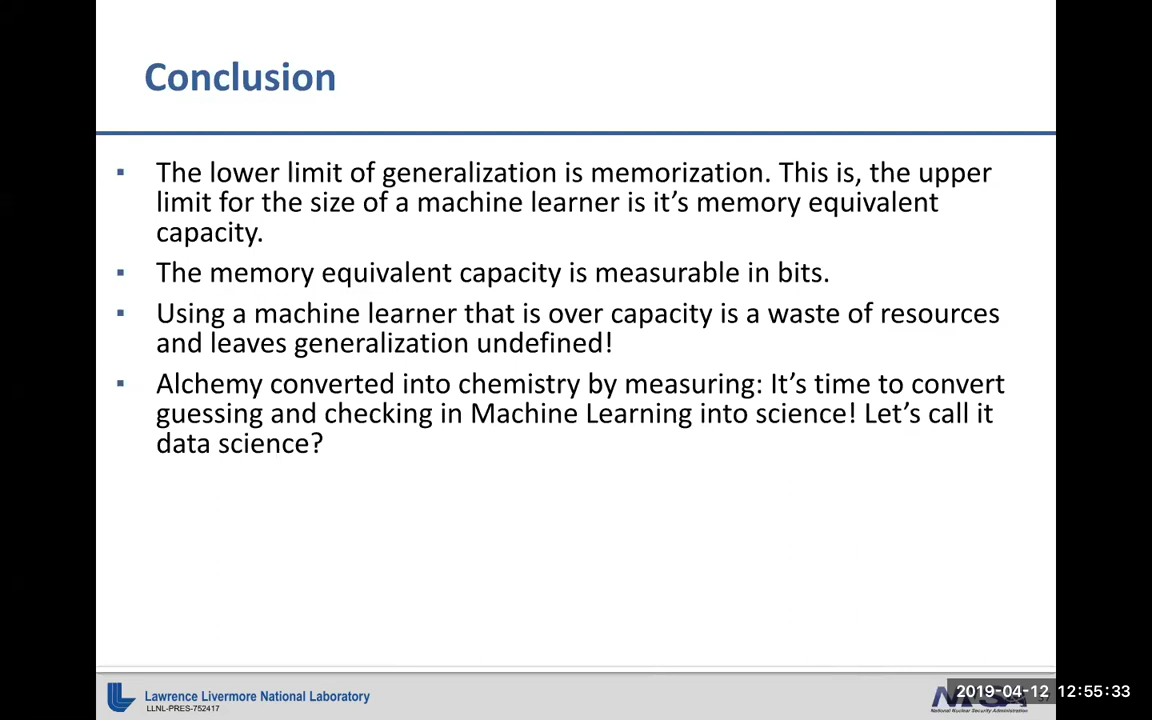 Conclusion
▪ The lower limit of generalization is memorization. This is, the upper
limit for the size of a machine learner is it’s memory equivalent
capacity.
▪ The memory equivalent capacity is measurable in bits.
▪ Using a machine learner that is over capacity is a waste of resources
and leaves generalization undefined!
▪ Alchemy converted into chemistry by measuring: It’s time to convert
guessing and checking in Machine Learning into science! Let’s call it
data science?
Lawrence Livermore National Laboratory
LLNL-PRES-752417
2019-04-12 12:55:33
National Nuclear Security Administration